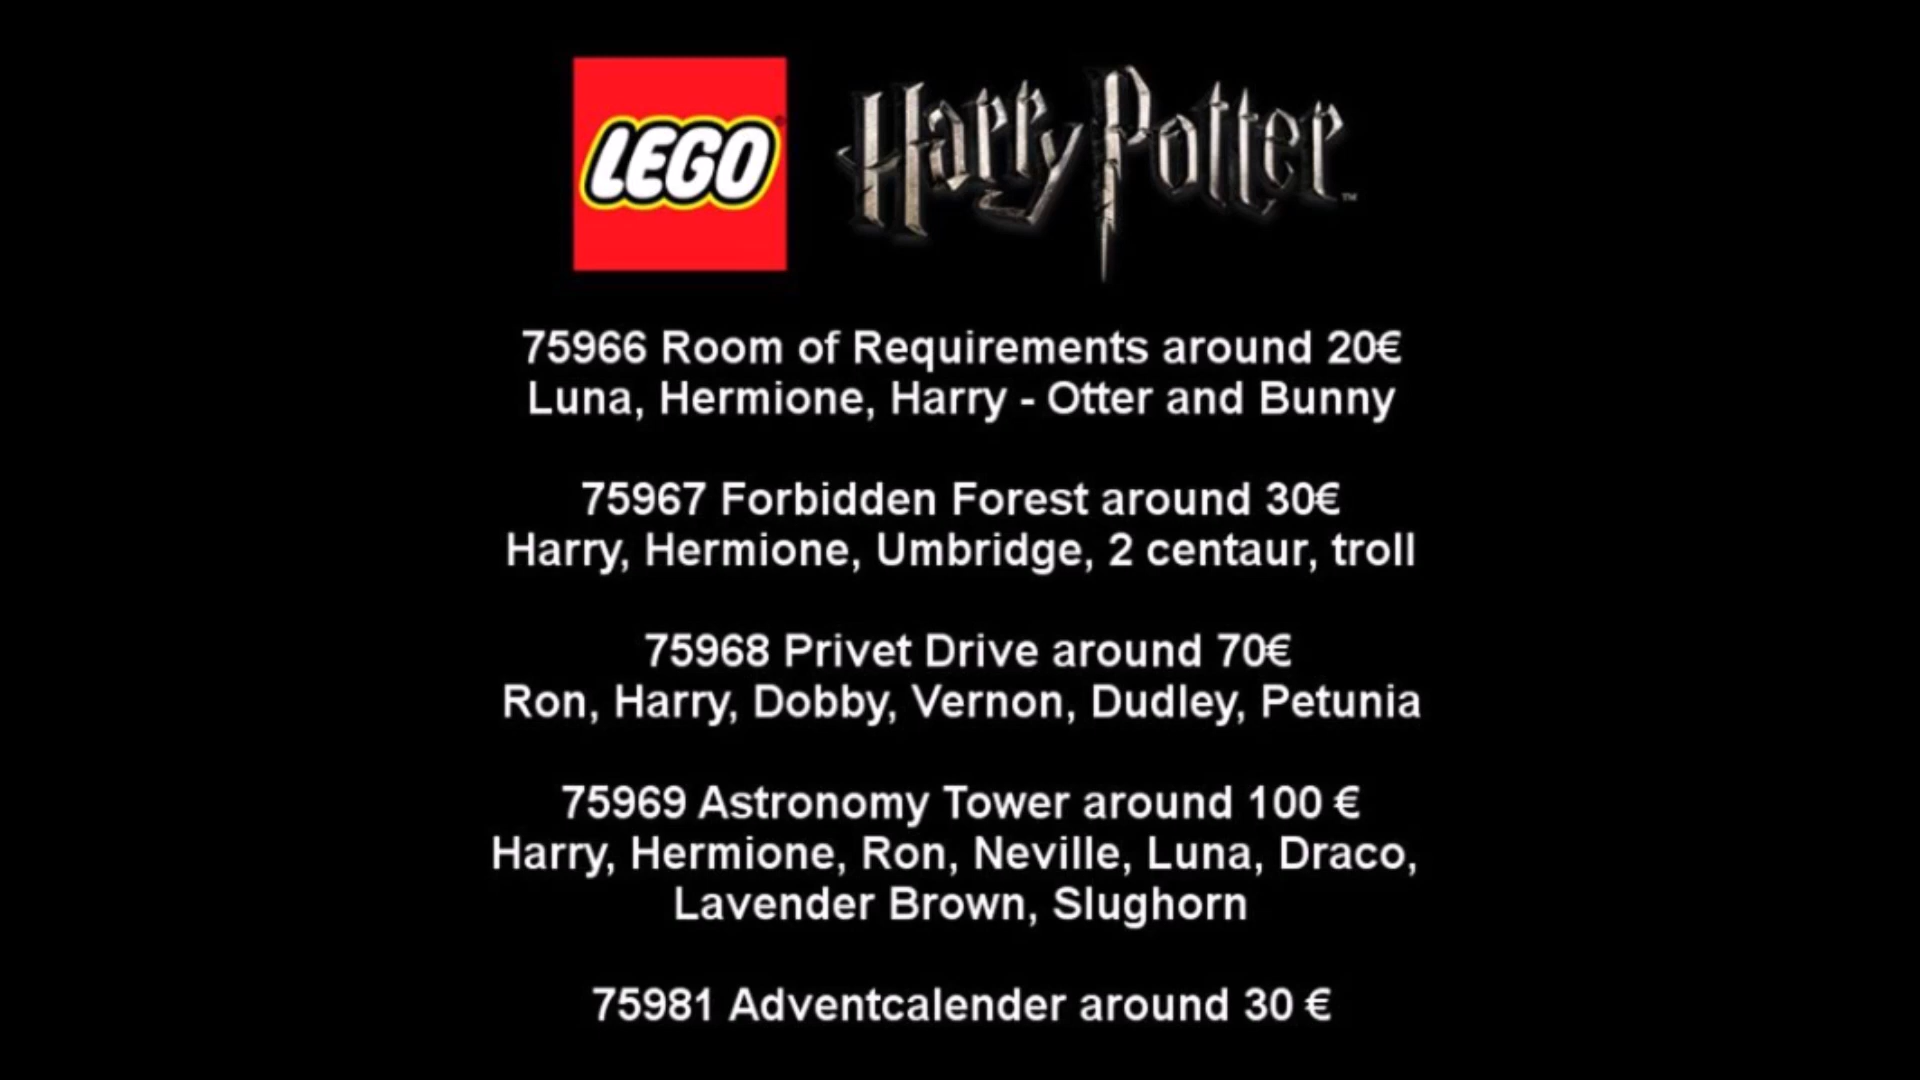 LEGO Harry Potter™
75966 Room of Requirements around 20€
Luna, Hermione, Harry - Otter and Bunny
75967 Forbidden Forest around 30€
Harry, Hermione, Umbridge, 2 centaur, troll
75968 Privet Drive around 70€
Ron, Harry, Dobby, Vernon, Dudley, Petunia
75969 Astronomy Tower around 100 €
Harry, Hermione, Ron, Neville, Luna, Draco,
Lavender Brown, Slughorn
75981 Adventcalender around 30 €